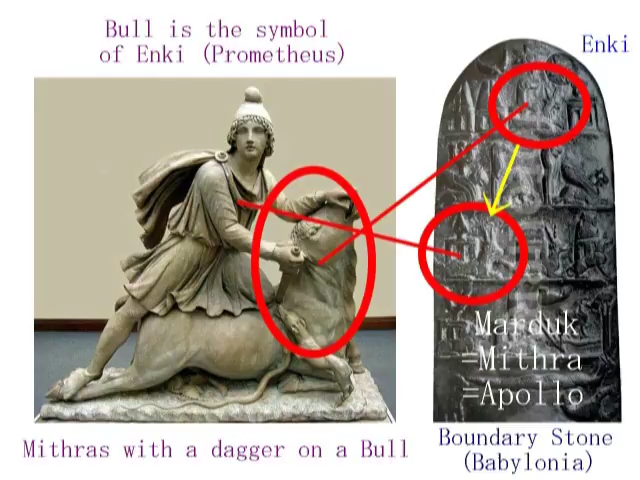 Bull is the symbol
of Enki (Prometheus)
Enki
Marduk
=Mithra
=Apollo
Mithras with a dagger on a Bull
Boundary Stone
(Babylonia)